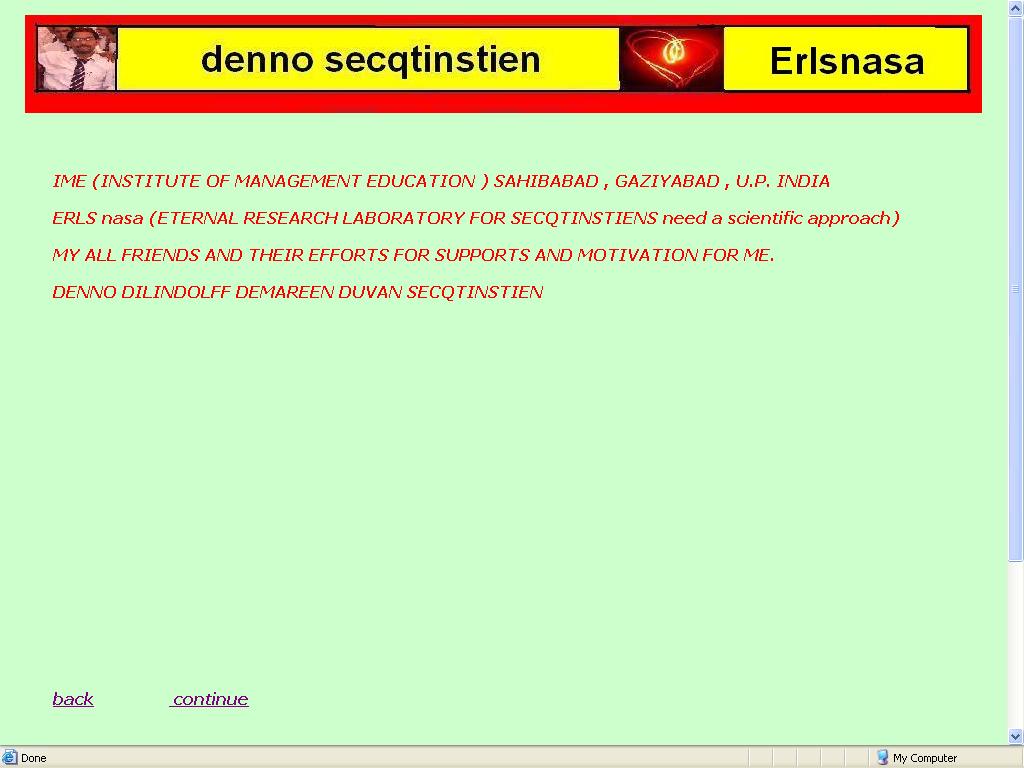 denno secqtinstien Erlsnasa
IME (INSTITUTE OF MANAGEMENT EDUCATION ) SAHIBABAD , GAZIYABAD , U.P. INDIA
ERLS nasa (ETERNAL RESEARCH LABORATORY FOR SECQTINSTIENS need a scientific approach)
MY ALL FRIENDS AND THEIR EFFORTS FOR SUPPORTS AND MOTIVATION FOR ME.
DENNO DILINDOLFF DEMAREEN DUVAN SECQTINSTIEN
back continue
Done My Computer